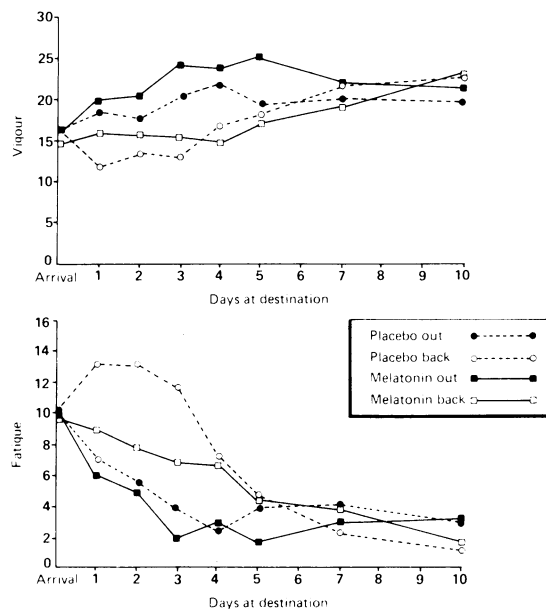 30
25
20
15
10
5
0
Vigour
Arrival 1 2 3 4 5 6 7 8 9 10
Days at destination
Placebo out
Placebo back
Melatonin out
Melatonin back
16
14
12
10
8
6
4
2
0
Fatigue
Arrival 1 2 3 4 5 6 7 8 9 10
Days at destination